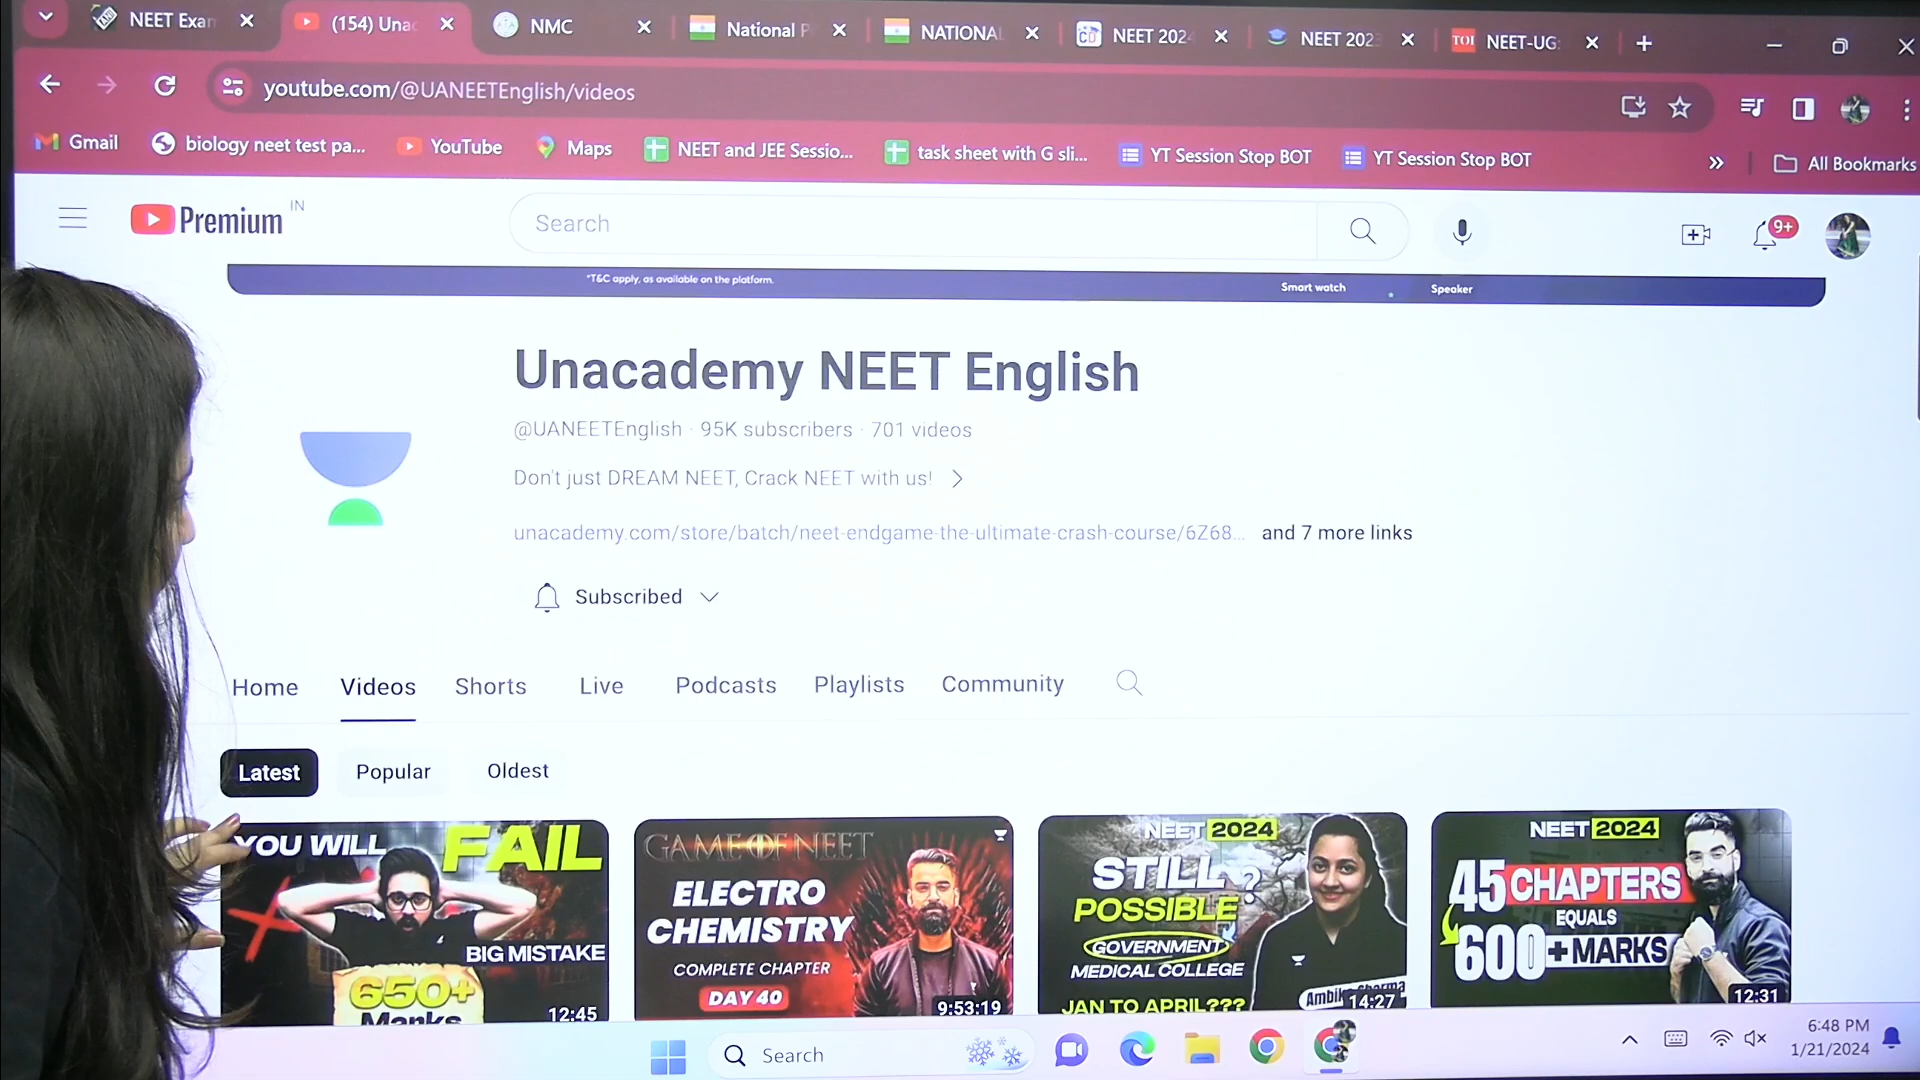 NEET Exam
(154) Unac
NMC
National P
NATIONAL
NEET 2024
NEET 2023
TOI NEET-UG:
youtube.com/@UANEETEnglish/videos
Gmail
biology neet test pa...
YouTube
Maps
NEET and JEE Sessio...
task sheet with G sli...
YT Session Stop BOT
YT Session Stop BOT
All Bookmarks
Premium IN
Search
9+
*T&C apply, as available on the platform.
Smart watch
Speaker
Unacademy NEET English
@UANEETEnglish · 95K subscribers · 701 videos
Don't just DREAM NEET, Crack NEET with us!
unacademy.com/store/batch/neet-endgame-the-ultimate-crash-course/6Z68... and 7 more links
Subscribed
Home Videos Shorts Live Podcasts Playlists Community
Latest Popular Oldest
YOU WILL FAIL
BIG MISTAKE
650+
Marks
12:45
GAME OF NEET
ELECTRO
CHEMISTRY
COMPLETE CHAPTER
DAY 40
9:53:19
NEET 2024
STILL
POSSIBLE?
GOVERNMENT
MEDICAL COLLEGE
JAN TO APRIL???
Ambika Sharma
14:27
NEET 2024
45 CHAPTERS
EQUALS
600+ MARKS
12:31
Search
6:48 PM
1/21/2024